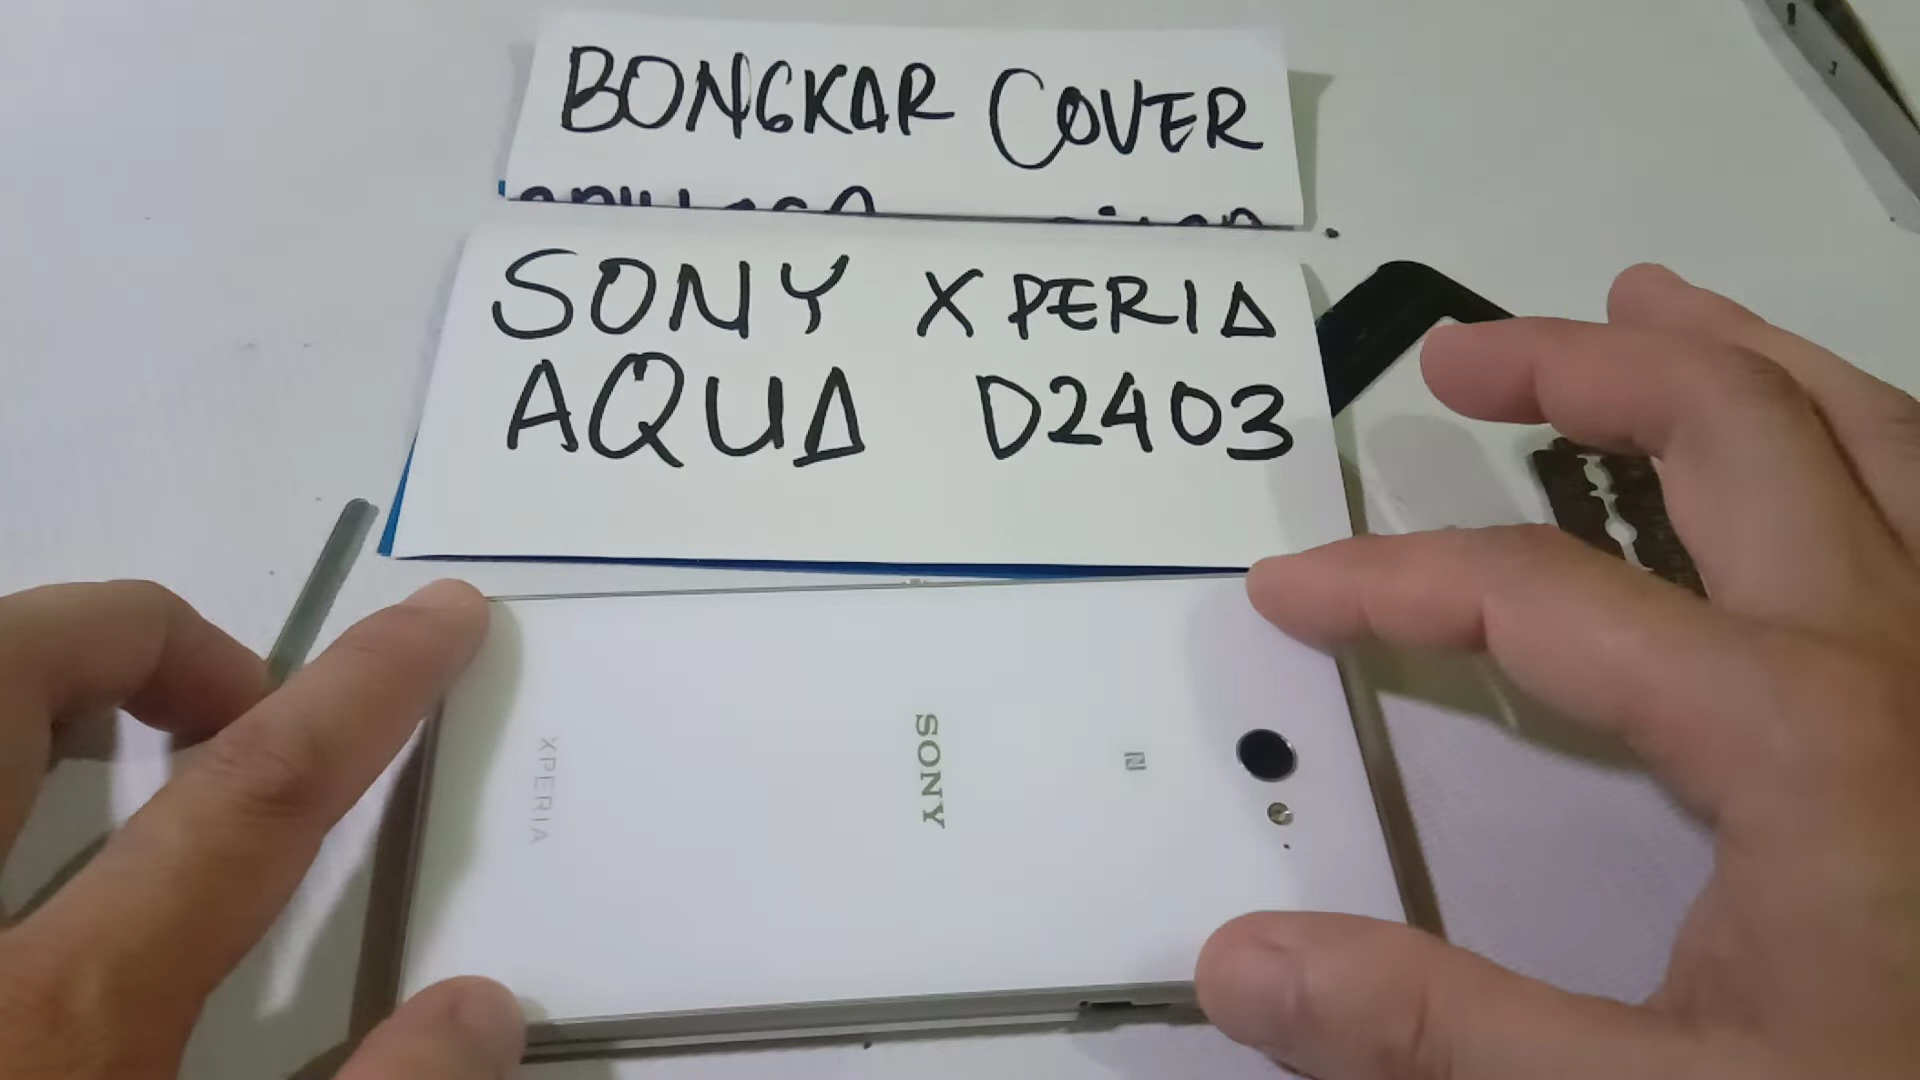 BONGKAR COVER
SONY XPERIA
AQUA D2403
XPERIA
SONY